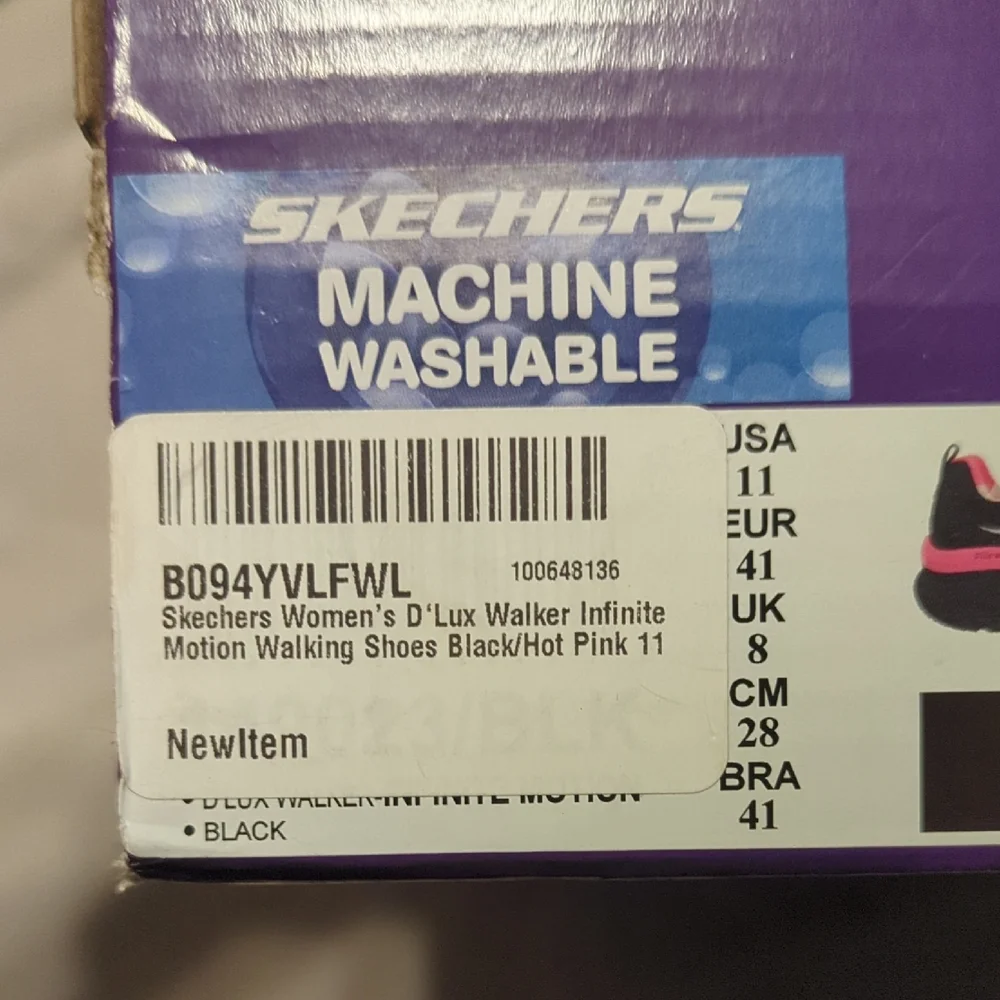 SKECHERS
MACHINE
WASHABLE
B094YVLFWL 100648136
Skechers Women's D'Lux Walker Infinite
Motion Walking Shoes Black/Hot Pink 11
NewItem
• D'LUX WALKER-INFINITE MOTION
• BLACK
USA
11
EUR
41
UK
8
CM
28
BRA
41